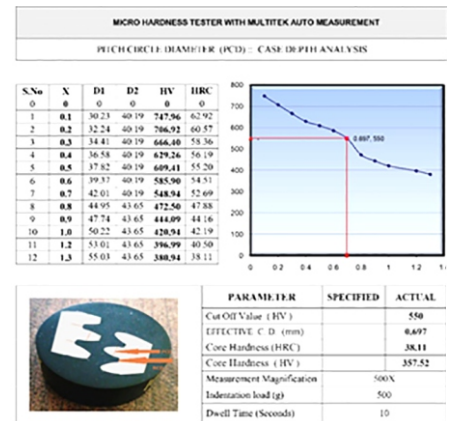 MICRO HARDNESS TESTER WITH MULTITEK AUTO MEASUREMENT
PITCH CIRCLE DIAMETER (PCD) : CASE DEPTH ANALYSIS
S.No X D1 D2 HV HRC
0 0 0 0 0 0
1 0.1 30.23 40.19 747.96 62.92
2 0.2 32.24 40.19 706.92 60.57
3 0.3 34.41 40.19 666.40 58.36
4 0.4 36.58 40.19 629.26 56.19
5 0.5 37.82 40.19 609.41 55.20
6 0.6 39.37 40.19 585.90 54.51
7 0.7 42.01 40.19 548.94 52.69
8 0.8 44.95 43.65 472.50 47.88
9 0.9 47.74 43.65 444.09 44.16
10 1.0 50.22 43.65 420.94 42.19
11 1.2 53.01 43.65 396.99 40.50
12 1.3 55.03 43.65 380.94 38.11
800
700
600
500
400
300
200
100
0
0.697, 550
0 0.2 0.4 0.6 0.8 1 1.2 1.
PARAMETER SPECIFIED ACTUAL
Cut Off Value ( HV ) 550
EFFECTIVE C. D. (mm) 0.697
Core Hardness (HRC) 38.11
Core Hardness ( HV ) 357.52
Measurement Magnification 500X
Indentation load (g) 500
Dwell Time (Seconds) 10